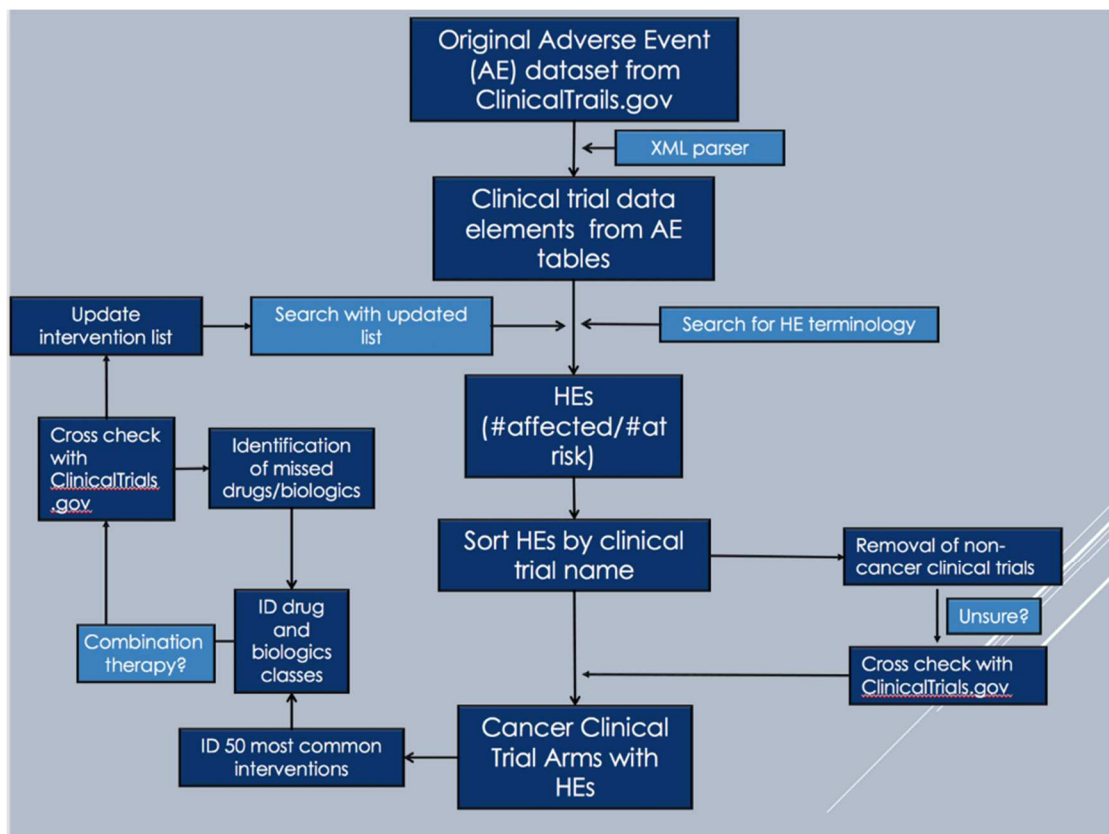 Original Adverse Event
(AE) dataset from
ClinicalTrails.gov
XML parser
Clinical trial data
elements from AE
tables
Update
intervention list
Search with updated
list
Search for HE terminology
HEs
(#affected/#at
risk)
Cross check
with
ClinicalTrials
.gov
Identification
of missed
drugs/biologics
Sort HEs by clinical
trial name
Removal of non-
cancer clinical trials
Unsure?
Combination
therapy?
ID drug
and
biologics
classes
Cross check with
ClinicalTrials.gov
ID 50 most common
interventions
Cancer Clinical
Trial Arms with
HEs